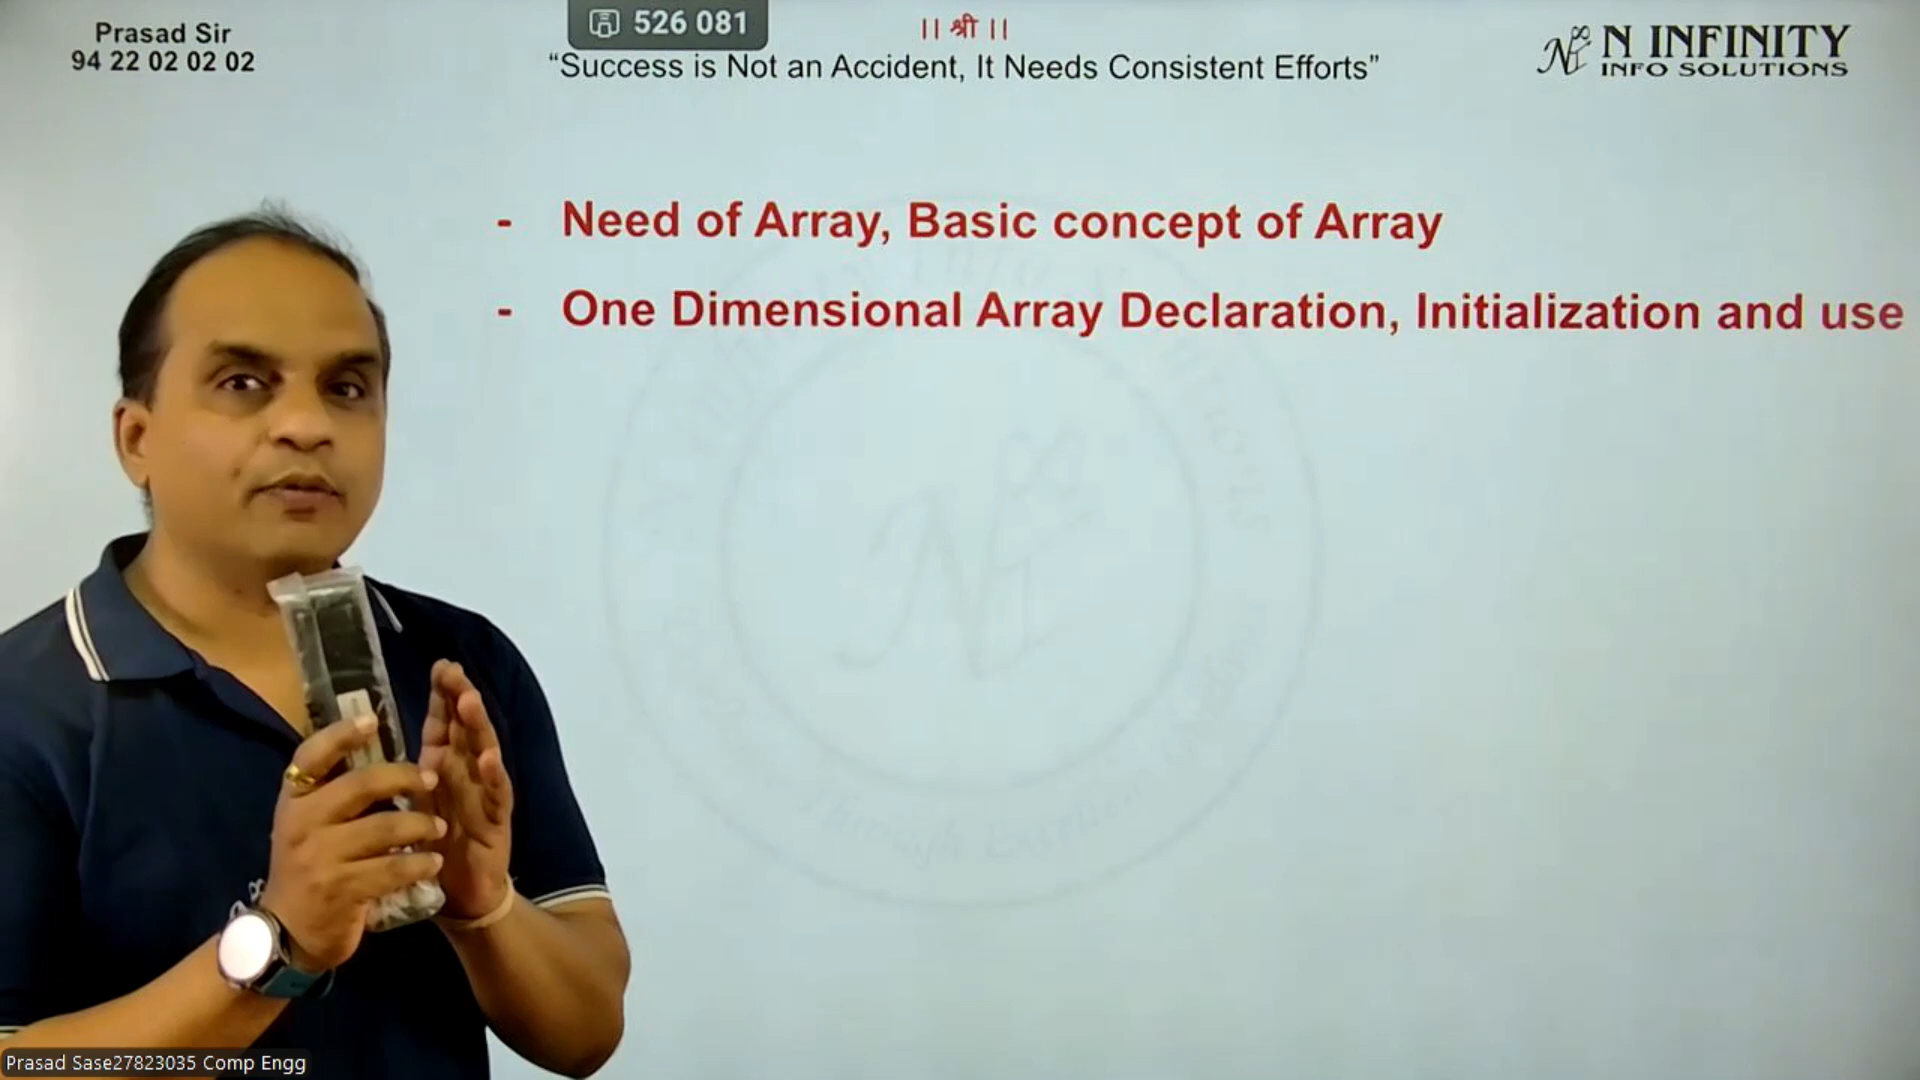 Prasad Sir
94 22 02 02 02
526 081
|| श्री ||
“Success is Not an Accident, It Needs Consistent Efforts”
N INFINITY
INFO SOLUTIONS
- Need of Array, Basic concept of Array
- One Dimensional Array Declaration, Initialization and use
Prasad Sase27823035 Comp Engg